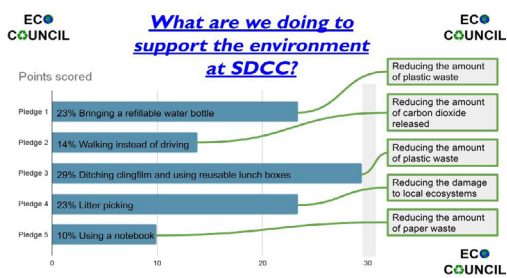 ECO
COUNCIL
What are we doing to
support the environment
at SDCC?
ECO
COUNCIL
Points scored
Pledge 1
23% Bringing a refillable water bottle
Reducing the amount
of plastic waste
Pledge 2
14% Walking instead of driving
Reducing the amount
of carbon dioxide
released
Pledge 3
29% Ditching clingfilm and using reusable lunch boxes
Reducing the amount
of plastic waste
Pledge 4
23% Litter picking
Reducing the damage
to local ecosystems
Pledge 5
10% Using a notebook
Reducing the amount
of paper waste
0
10
20
30
ECO
COUNCIL